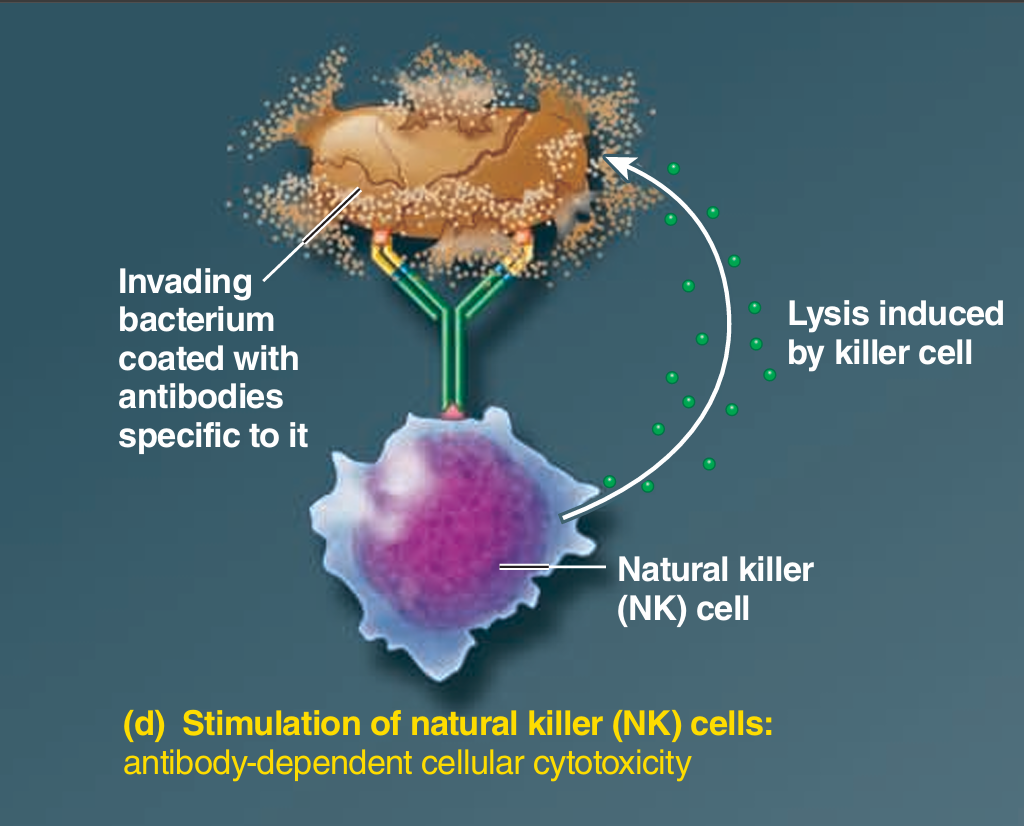 Invading
bacterium
coated with
antibodies
specific to it
Lysis induced
by killer cell
Natural killer
(NK) cell
(d) Stimulation of natural killer (NK) cells:
antibody-dependent cellular cytotoxicity